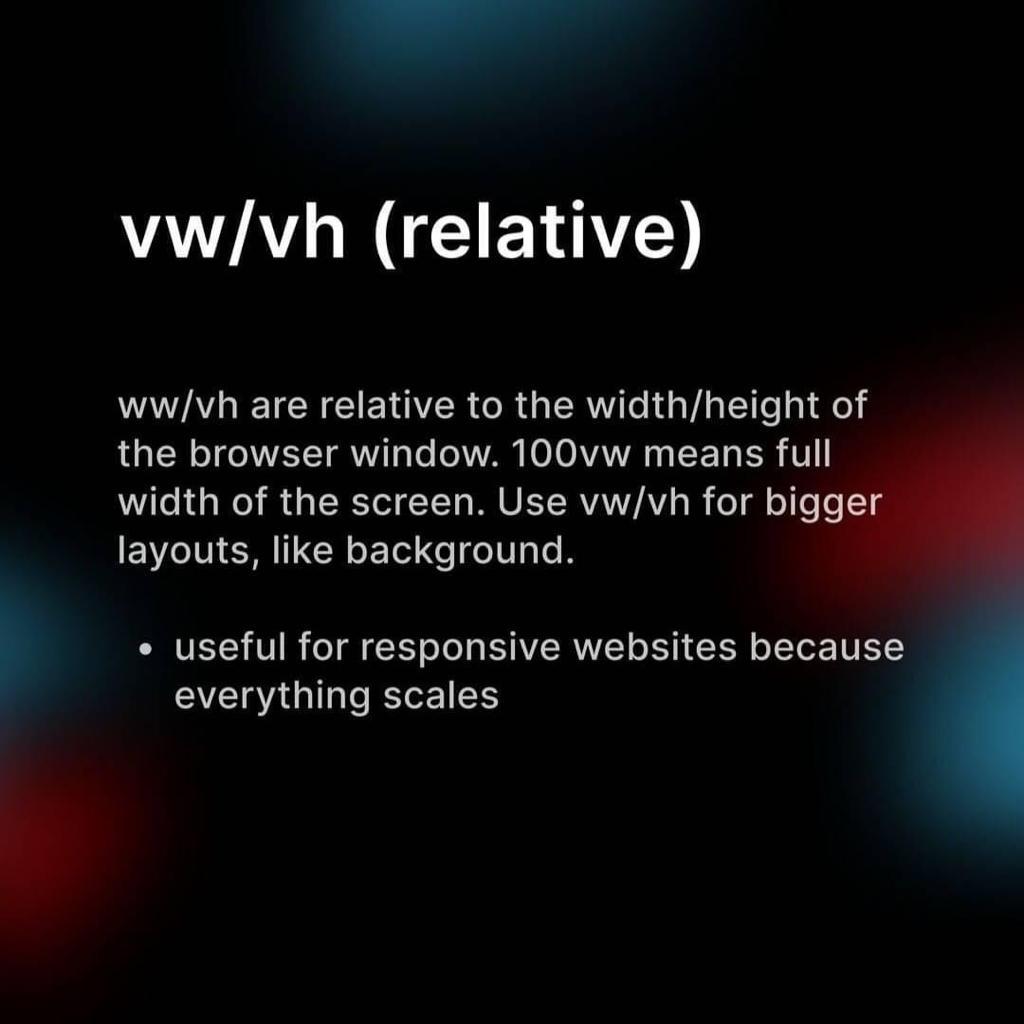 vw/vh (relative)
ww/vh are relative to the width/height of
the browser window. 100vw means full
width of the screen. Use vw/vh for bigger
layouts, like background.
• useful for responsive websites because
everything scales